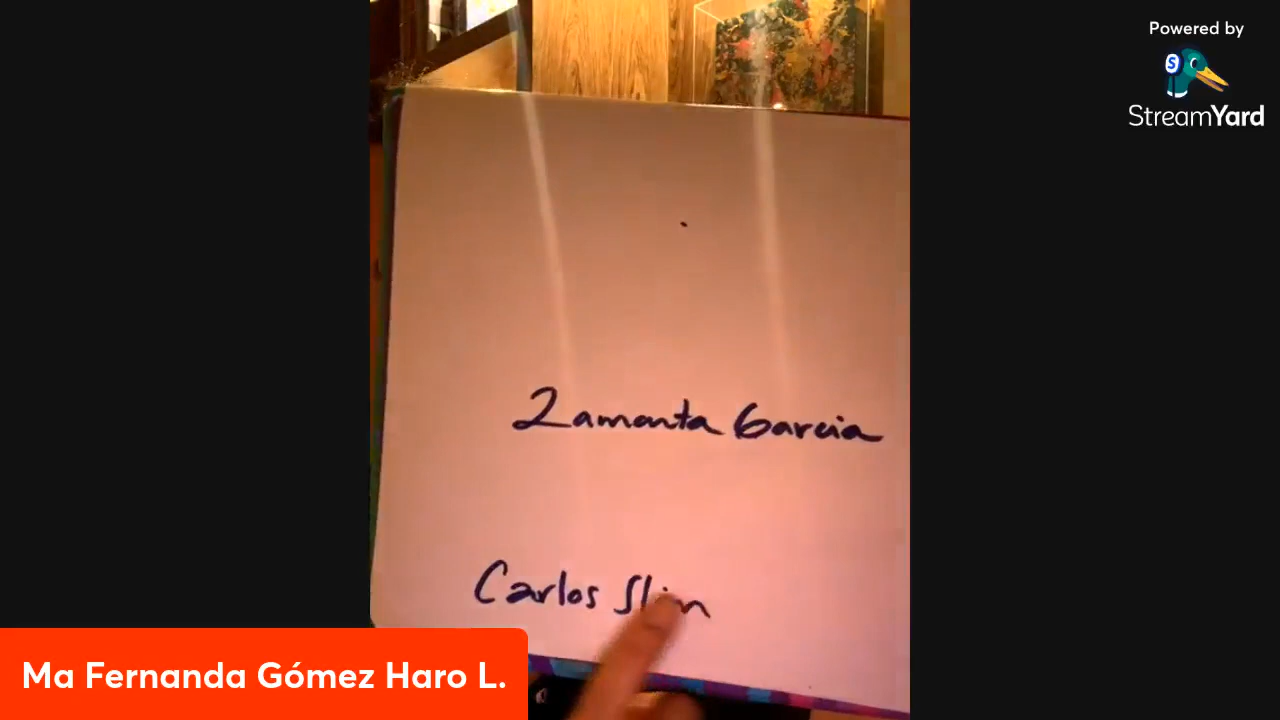 Powered by
StreamYard
Zamanta Garcia
Carlos Slim
Ma Fernanda Gómez Haro L.